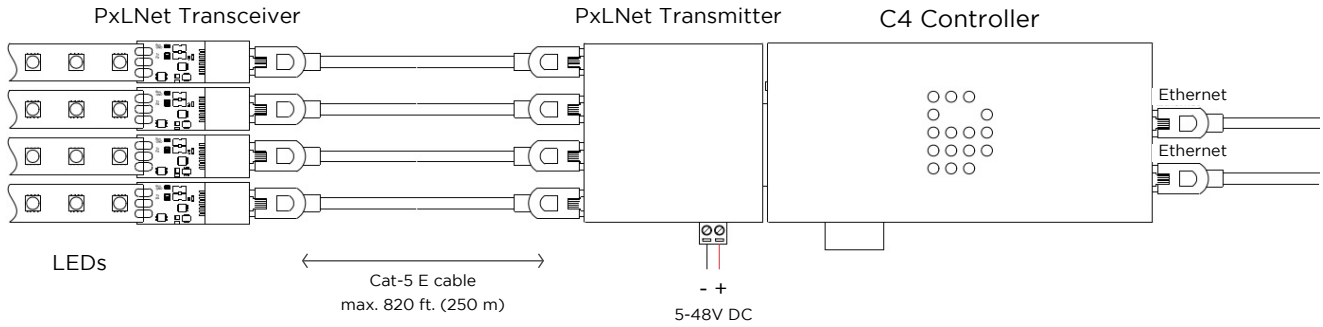 PxLNet Transceiver
PxLNet Transmitter
C4 Controller
Ethernet
Ethernet
LEDs
Cat-5 E cable
max. 820 ft. (250 m)
- +
5-48V DC